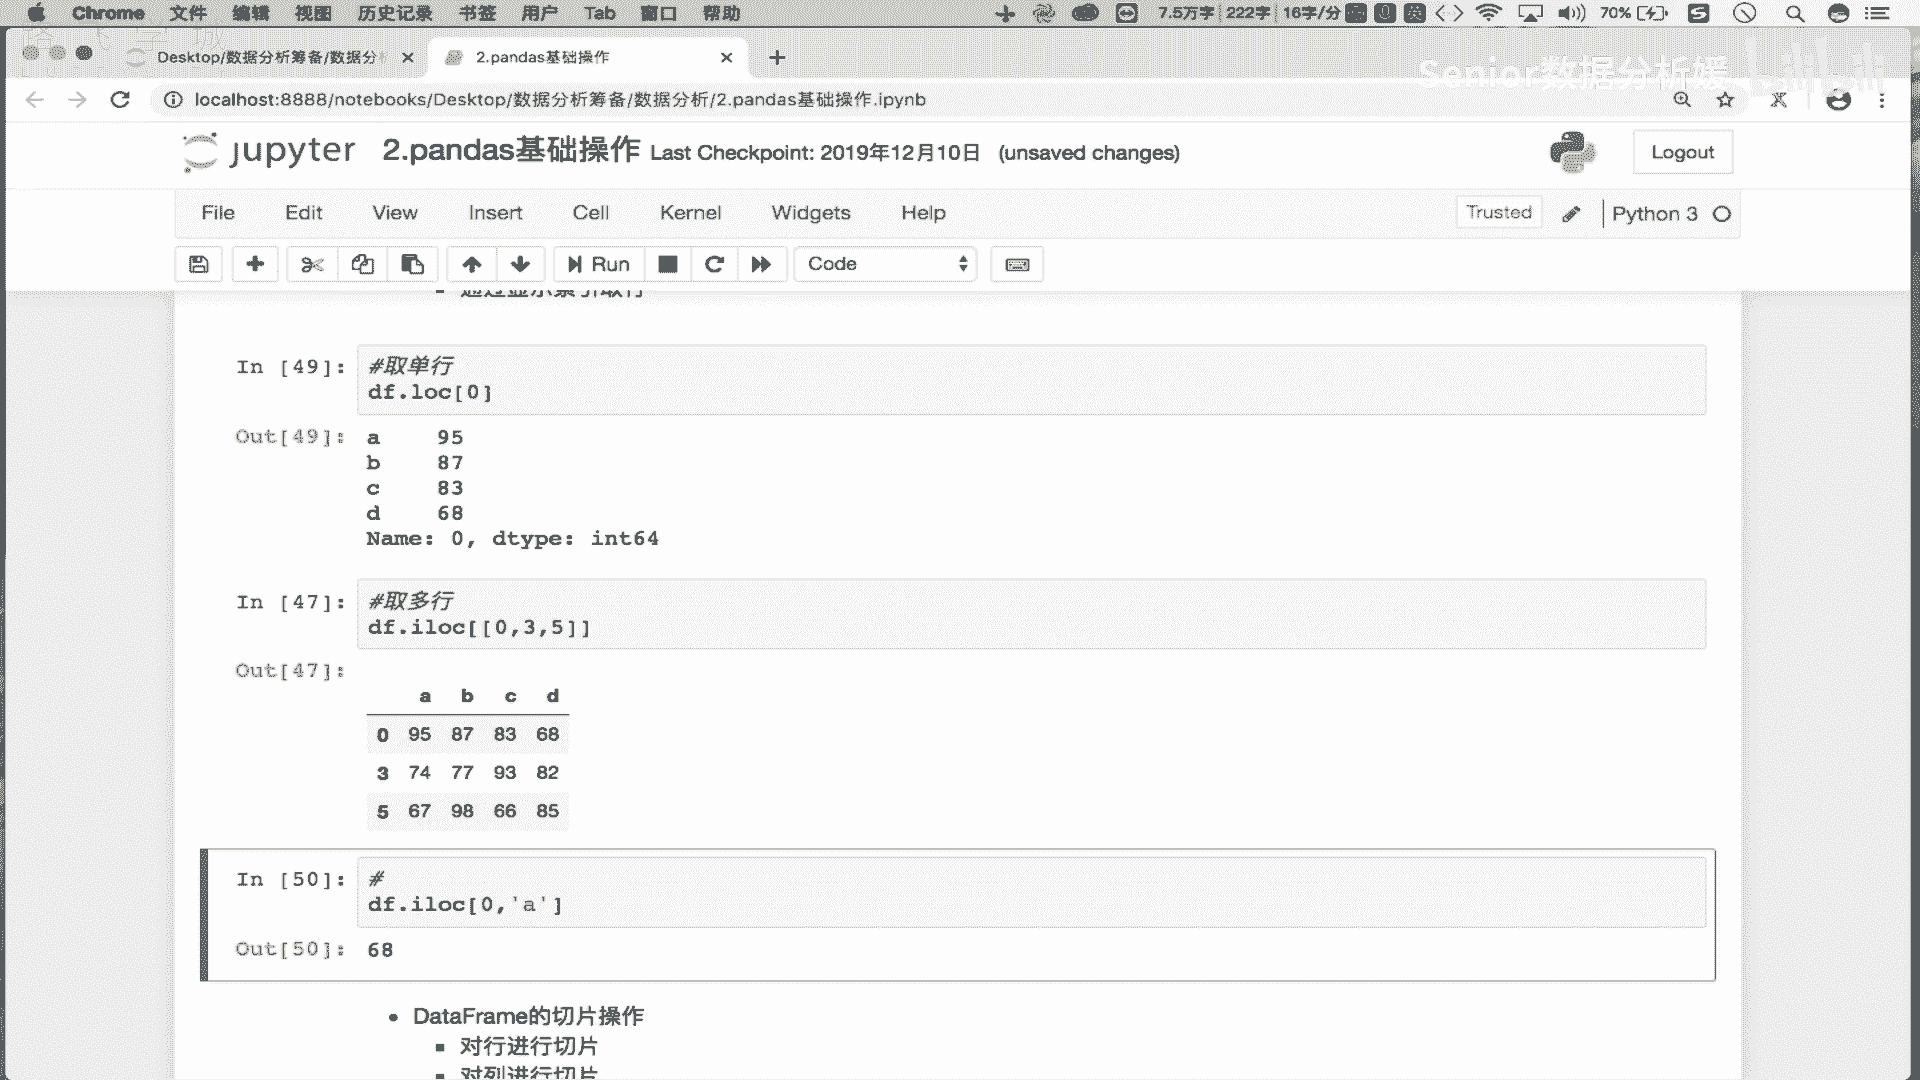 Chrome 文件 编辑 视图 历史记录 书签 用户 Tab 窗口 帮助 7.5万字 222字 16字/分 英 70%
Desktop/数据分析筹备/数据分析 2.pandas基础操作
Senior数据分析媛 bilibili
localhost:8888/notebooks/Desktop/数据分析筹备/数据分析/2.pandas基础操作.ipynb
jupyter 2.pandas基础操作 Last Checkpoint: 2019年12月10日 (unsaved changes) Logout
File Edit View Insert Cell Kernel Widgets Help Trusted Python 3
Run Code
通过显示索引取行
In [49]: #取单行
df.loc[0]
Out[49]: a 95
b 87
c 83
d 68
Name: 0, dtype: int64
In [47]: #取多行
df.iloc[[0,3,5]]
Out[47]:
a b c d
0 95 87 83 68
3 74 77 93 82
5 67 98 66 85
In [50]: #
df.iloc[0,'a']
Out[50]: 68
DataFrame的切片操作
对行进行切片
对列进行切片